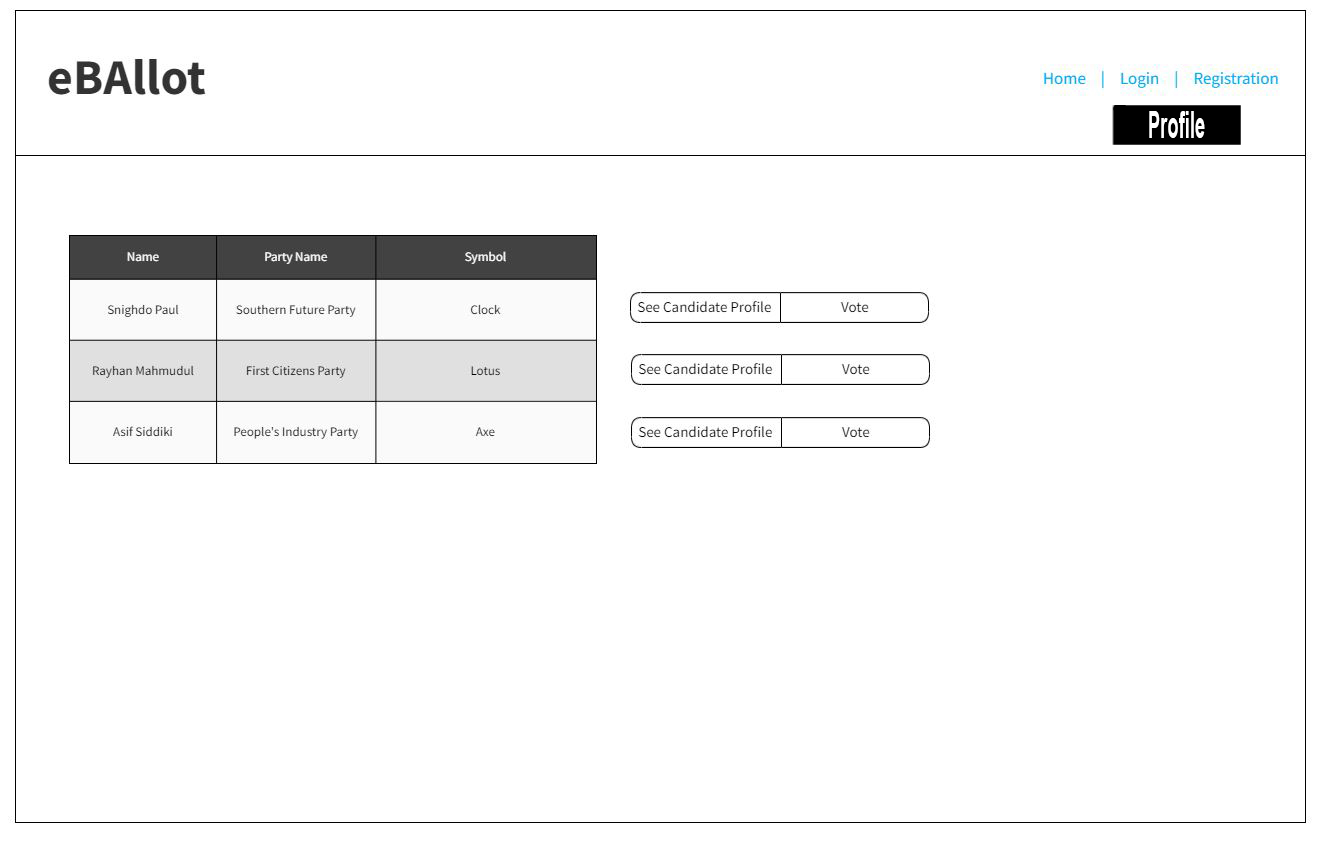 eBAllot
Home | Login | Registration
Profile
Name Party Name Symbol
Snighdo Paul Southern Future Party Clock See Candidate Profile Vote
Rayhan Mahmudul First Citizens Party Lotus See Candidate Profile Vote
Asif Siddiki People's Industry Party Axe See Candidate Profile Vote